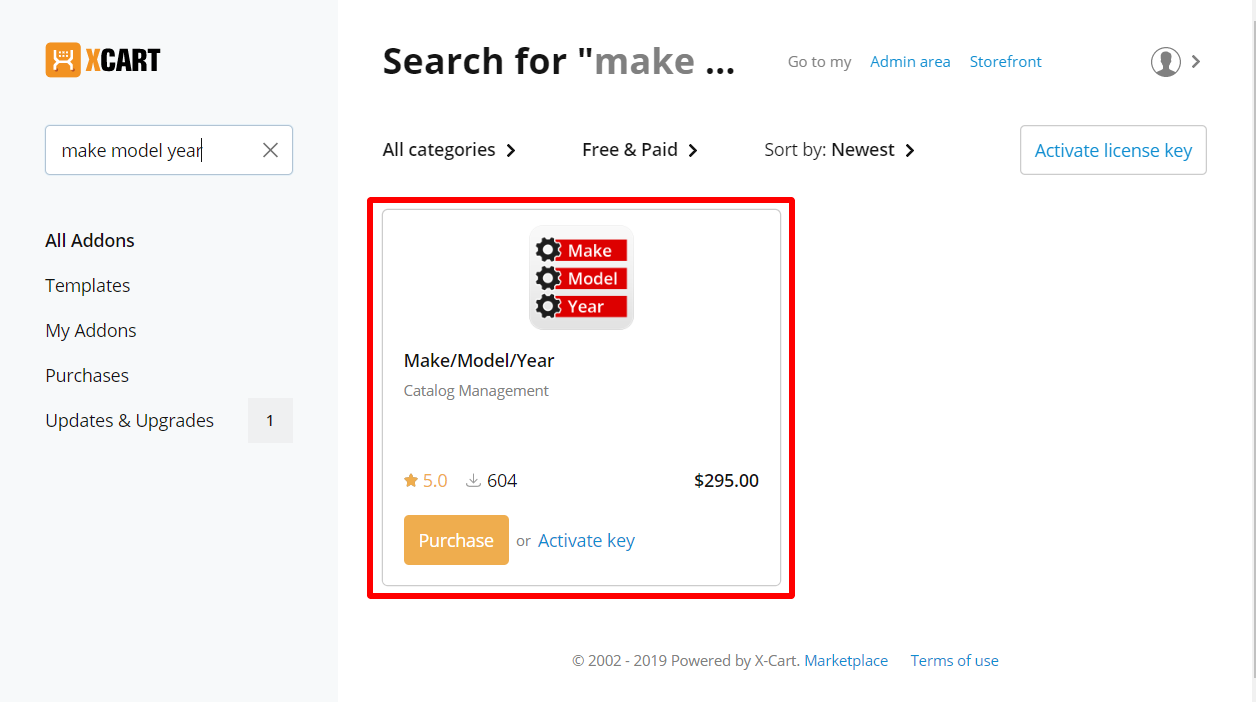 XCART
Search for "make ...
Go to my Admin area Storefront
make model year
All categories Free & Paid Sort by: Newest Activate license key
All Addons
Templates
My Addons
Purchases
Updates & Upgrades 1
Make
Model
Year
Make/Model/Year
Catalog Management
5.0 604 $295.00
Purchase or Activate key
© 2002 - 2019 Powered by X-Cart. Marketplace Terms of use